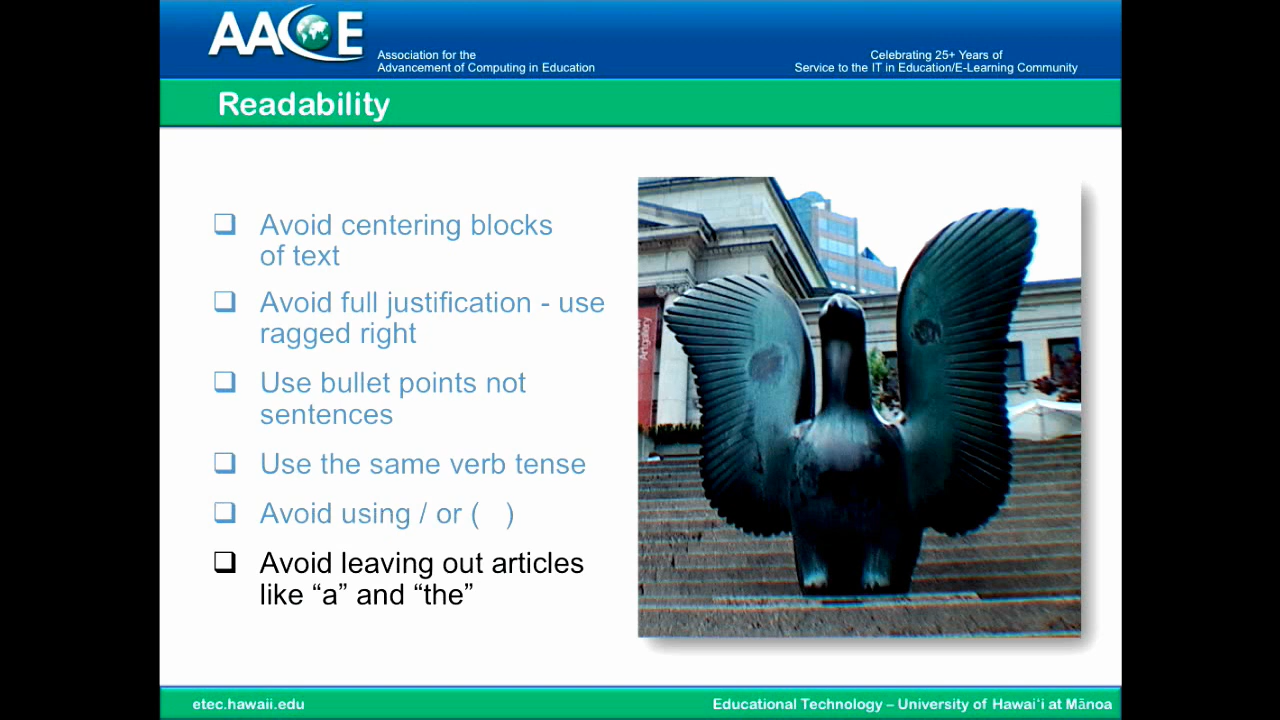 AACE
Association for the
Advancement of Computing in Education
Celebrating 25+ Years of
Service to the IT in Education/E-Learning Community
Readability
Avoid centering blocks
of text
Avoid full justification - use
ragged right
Use bullet points not
sentences
Use the same verb tense
Avoid using / or (   )
Avoid leaving out articles
like “a” and “the”
Artgallery
etec.hawaii.edu
Educational Technology – University of Hawaiʻi at Mānoa